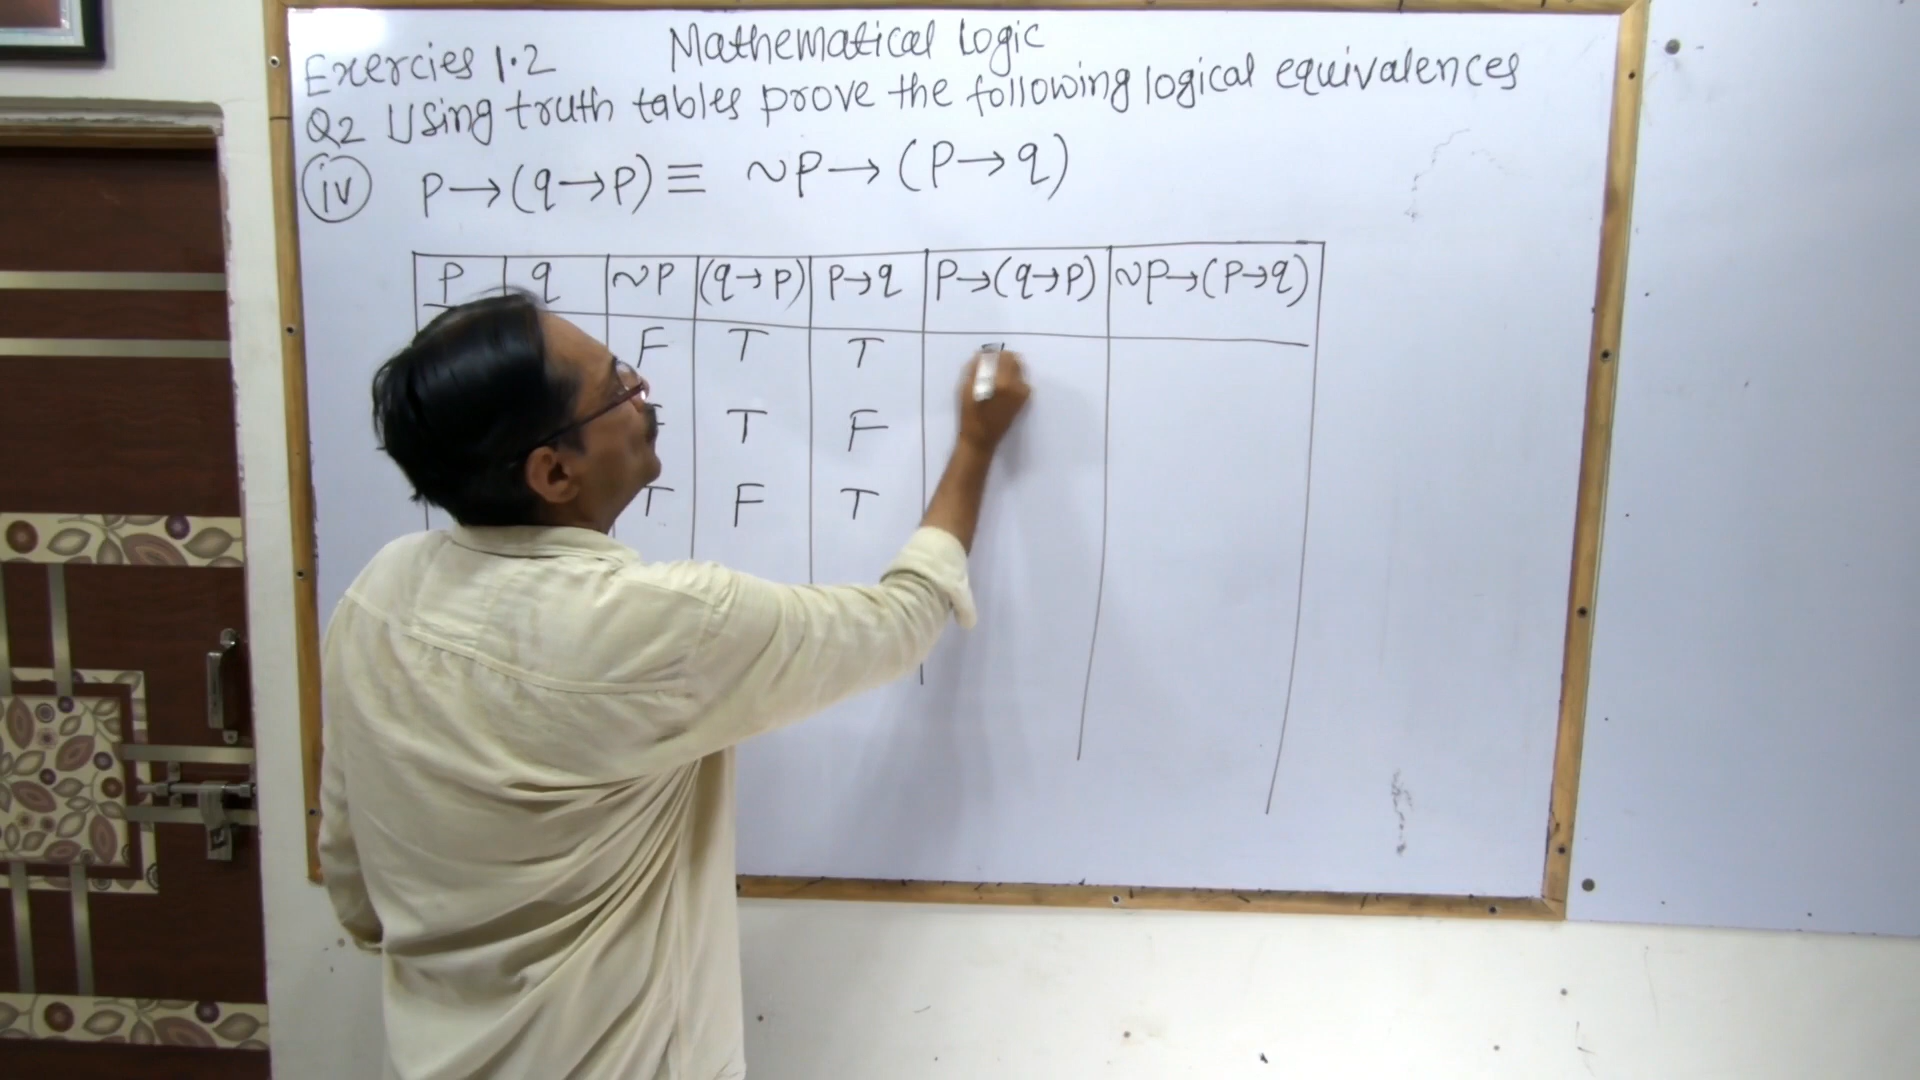 Mathematical Logic
Exercies 1.2
Q2 Using truth tables prove the following logical equivalences
iv p→(q→p)≡ ~p→(p→q)
p q ~p (q→p) p→q p→(q→p) ~p→(p→q)
F T T
T F
T F T